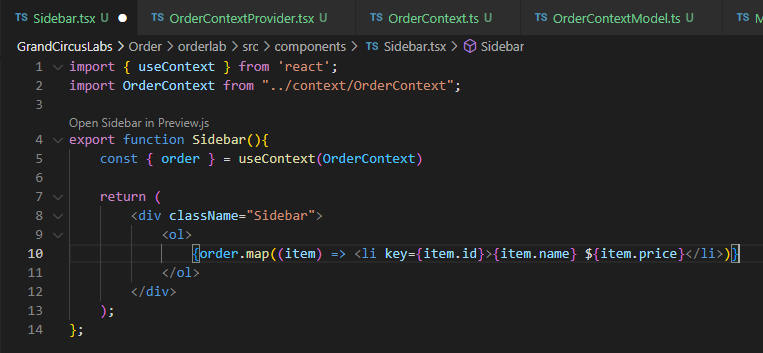 TS Sidebar.tsx U ● TS OrderContextProvider.tsx U TS OrderContext.ts U TS OrderContextModel.ts U TS M
GrandCircusLabs > Order > orderlab > src > components > TS Sidebar.tsx > Sidebar
1 import { useContext } from 'react';
2 import OrderContext from "../context/OrderContext";
3
Open Sidebar in Preview.js
4 export function Sidebar(){
5 const { order } = useContext(OrderContext)
6
7 return (
8 <div className="Sidebar">
9 <ol>
10 {order.map((item) => <li key={item.id}>{item.name} ${item.price}</li>)}
11 </ol>
12 </div>
13 );
14 };